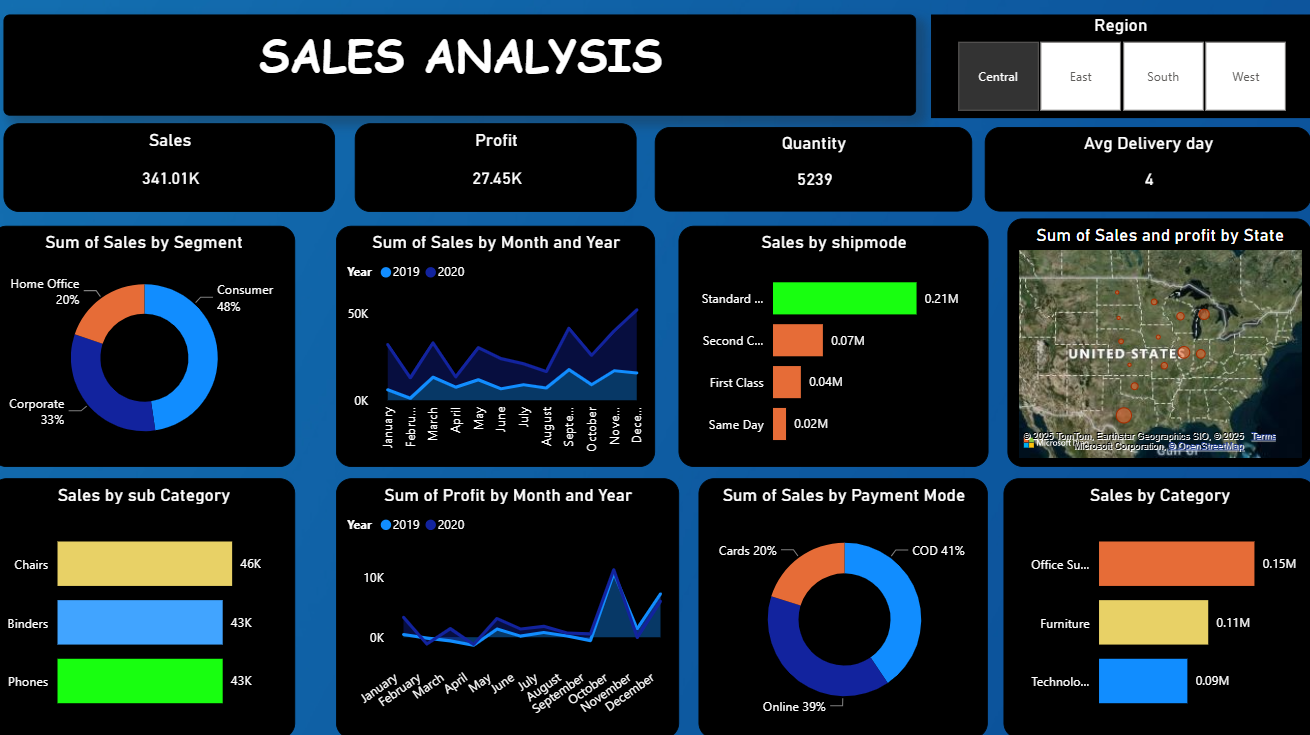 SALES ANALYSIS
Region
Central
East
South
West
Sales
341.01K
Profit
27.45K
Quantity
5239
Avg Delivery day
4
Sum of Sales by Segment
Home Office
20%
Consumer
48%
Corporate
33%
Sum of Sales by Month and Year
Year 2019 2020
50K
0K
January
Febru...
March
April
May
June
July
August
Septe...
October
Nove...
Dece...
Sales by shipmode
Standard ... 0.21M
Second C... 0.07M
First Class 0.04M
Same Day 0.02M
Sum of Sales and profit by State
UNITED STATES
© 2025 TomTom, Earthstar Geographics SIO, © 2025 Terms
Microsoft Corporation, © OpenStreetMap
Sales by sub Category
Chairs 46K
Binders 43K
Phones 43K
Sum of Profit by Month and Year
Year 2019 2020
10K
0K
January
February
March
April
May
June
July
August
September
October
November
December
Sum of Sales by Payment Mode
Cards 20%
COD 41%
Online 39%
Sales by Category
Office Su... 0.15M
Furniture 0.11M
Technolo... 0.09M